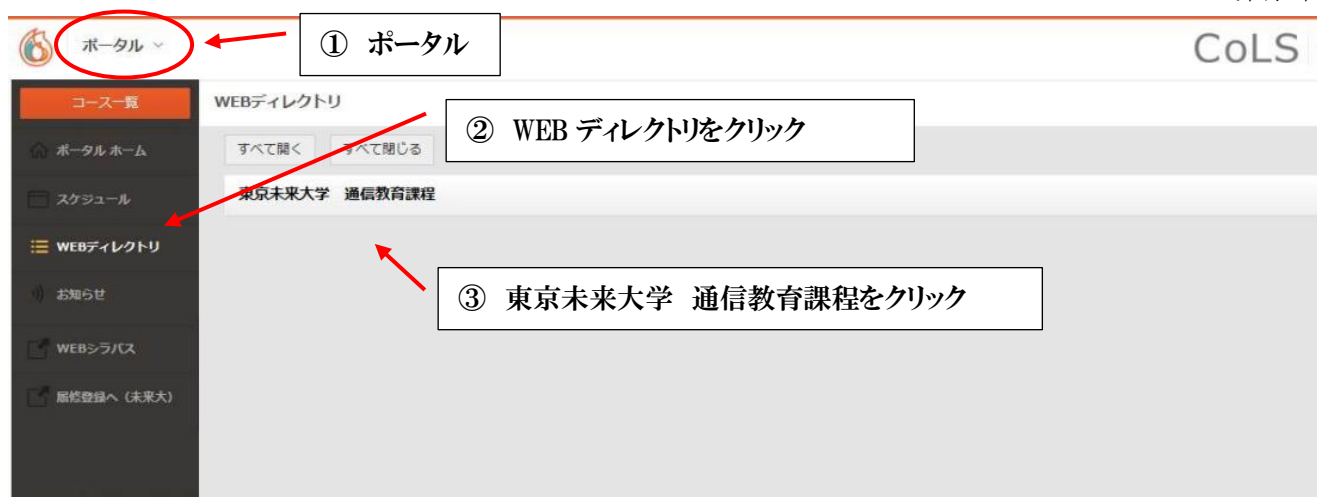 ポータル
① ポータル
CoLS
コース一覧
WEBディレクトリ
② WEB ディレクトリをクリック
ポータル ホーム
すべて開く すべて閉じる
スケジュール
東京未来大学 通信教育課程
WEBディレクトリ
お知らせ
③ 東京未来大学 通信教育課程をクリック
WEBシラバス
履修登録へ(未来大)